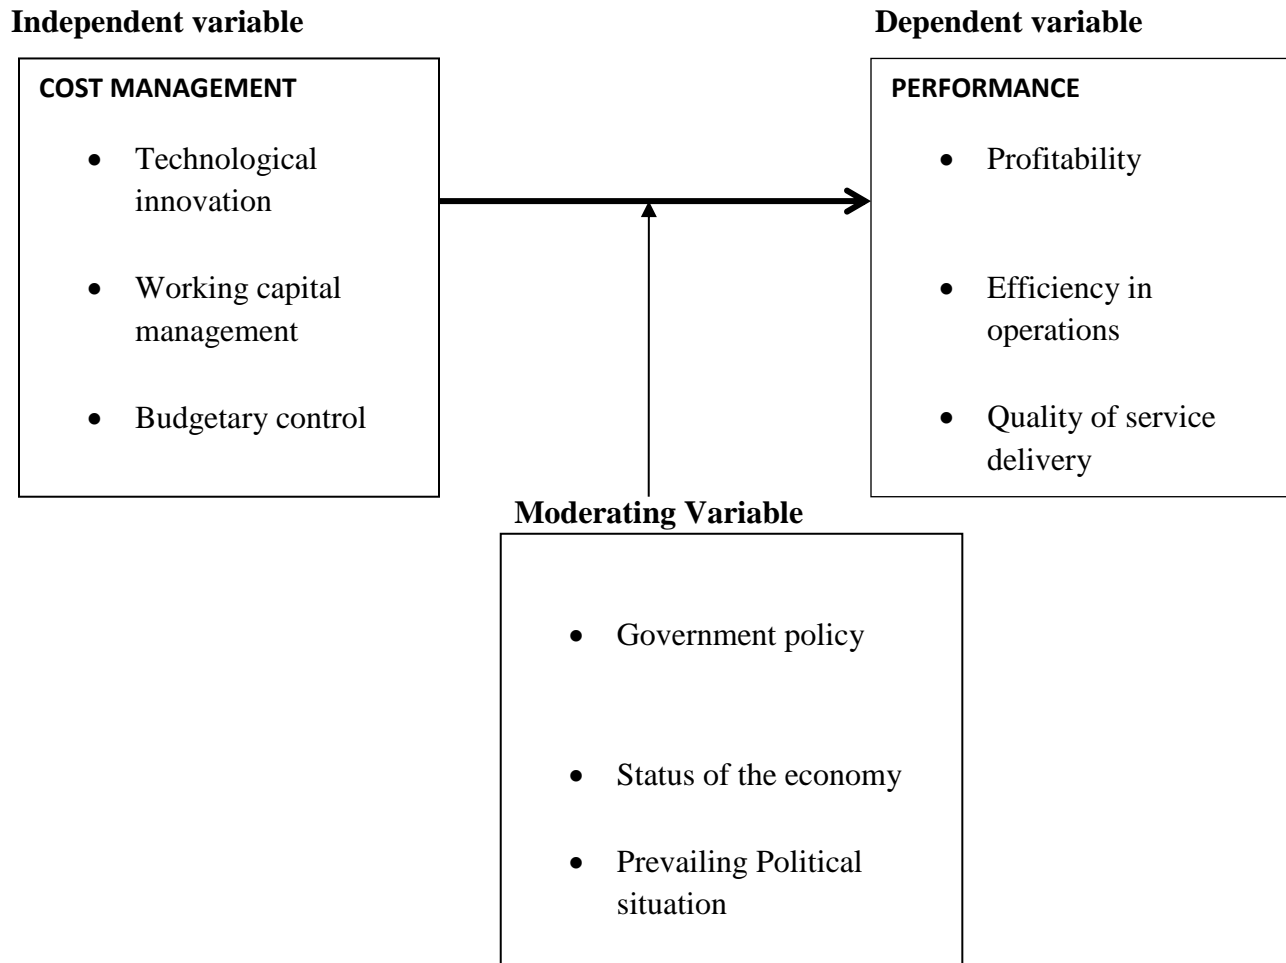 Independent variable
Dependent variable
COST MANAGEMENT
• Technological
innovation
• Working capital
management
• Budgetary control
PERFORMANCE
• Profitability
• Efficiency in
operations
• Quality of service
delivery
Moderating Variable
• Government policy
• Status of the economy
• Prevailing Political
situation